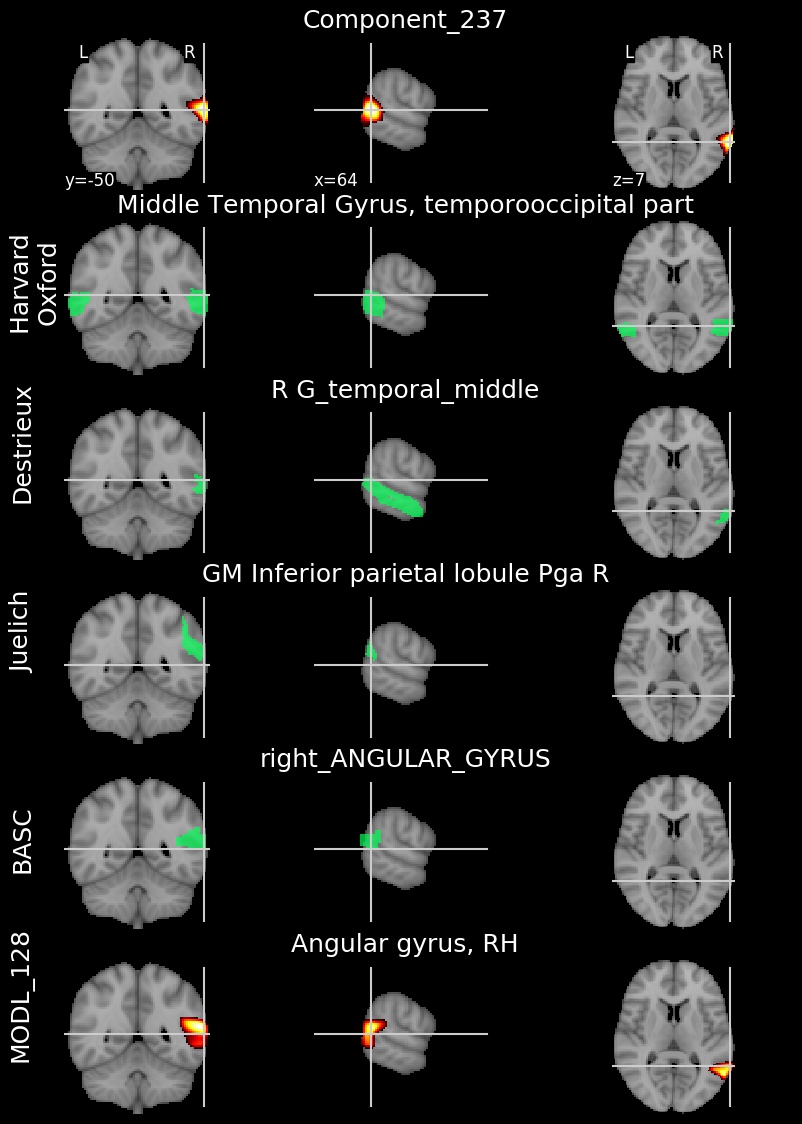 Component_237
L R
L R
y=-50
x=64
z=7
Middle Temporal Gyrus, temporooccipital part
Harvard
Oxford
R G_temporal_middle
Destrieux
GM Inferior parietal lobule Pga R
Juelich
right_ANGULAR_GYRUS
BASC
Angular gyrus, RH
MODL_128